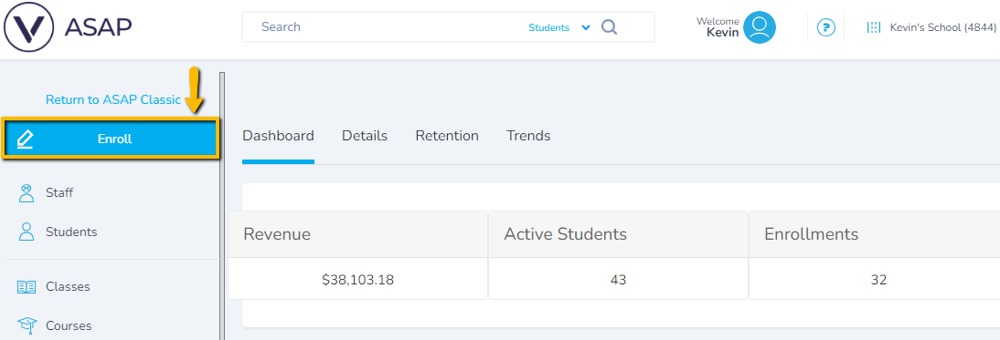 ASAP
Search
Students
Welcome
Kevin
?
Kevin's School (4844)
Return to ASAP Classic
Enroll
Staff
Students
Classes
Courses
Dashboard Details Retention Trends
Revenue Active Students Enrollments
$38,103.18 43 32